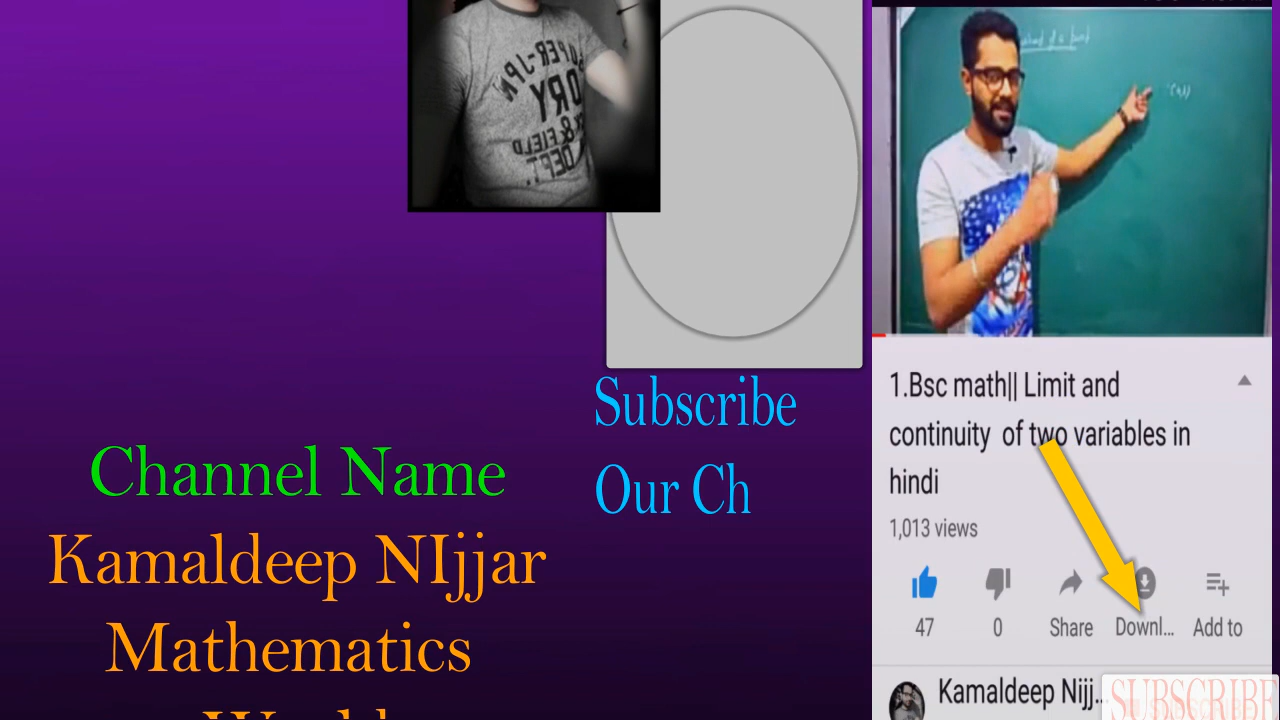 Channel Name
Kamaldeep NIjjar
Mathematics
Subscribe
Our Ch
1.Bsc math|| Limit and
continuity of two variables in
hindi
1,013 views
47
0
Share
Downl...
Add to
Kamaldeep Nijj...
SUBSCRIBE